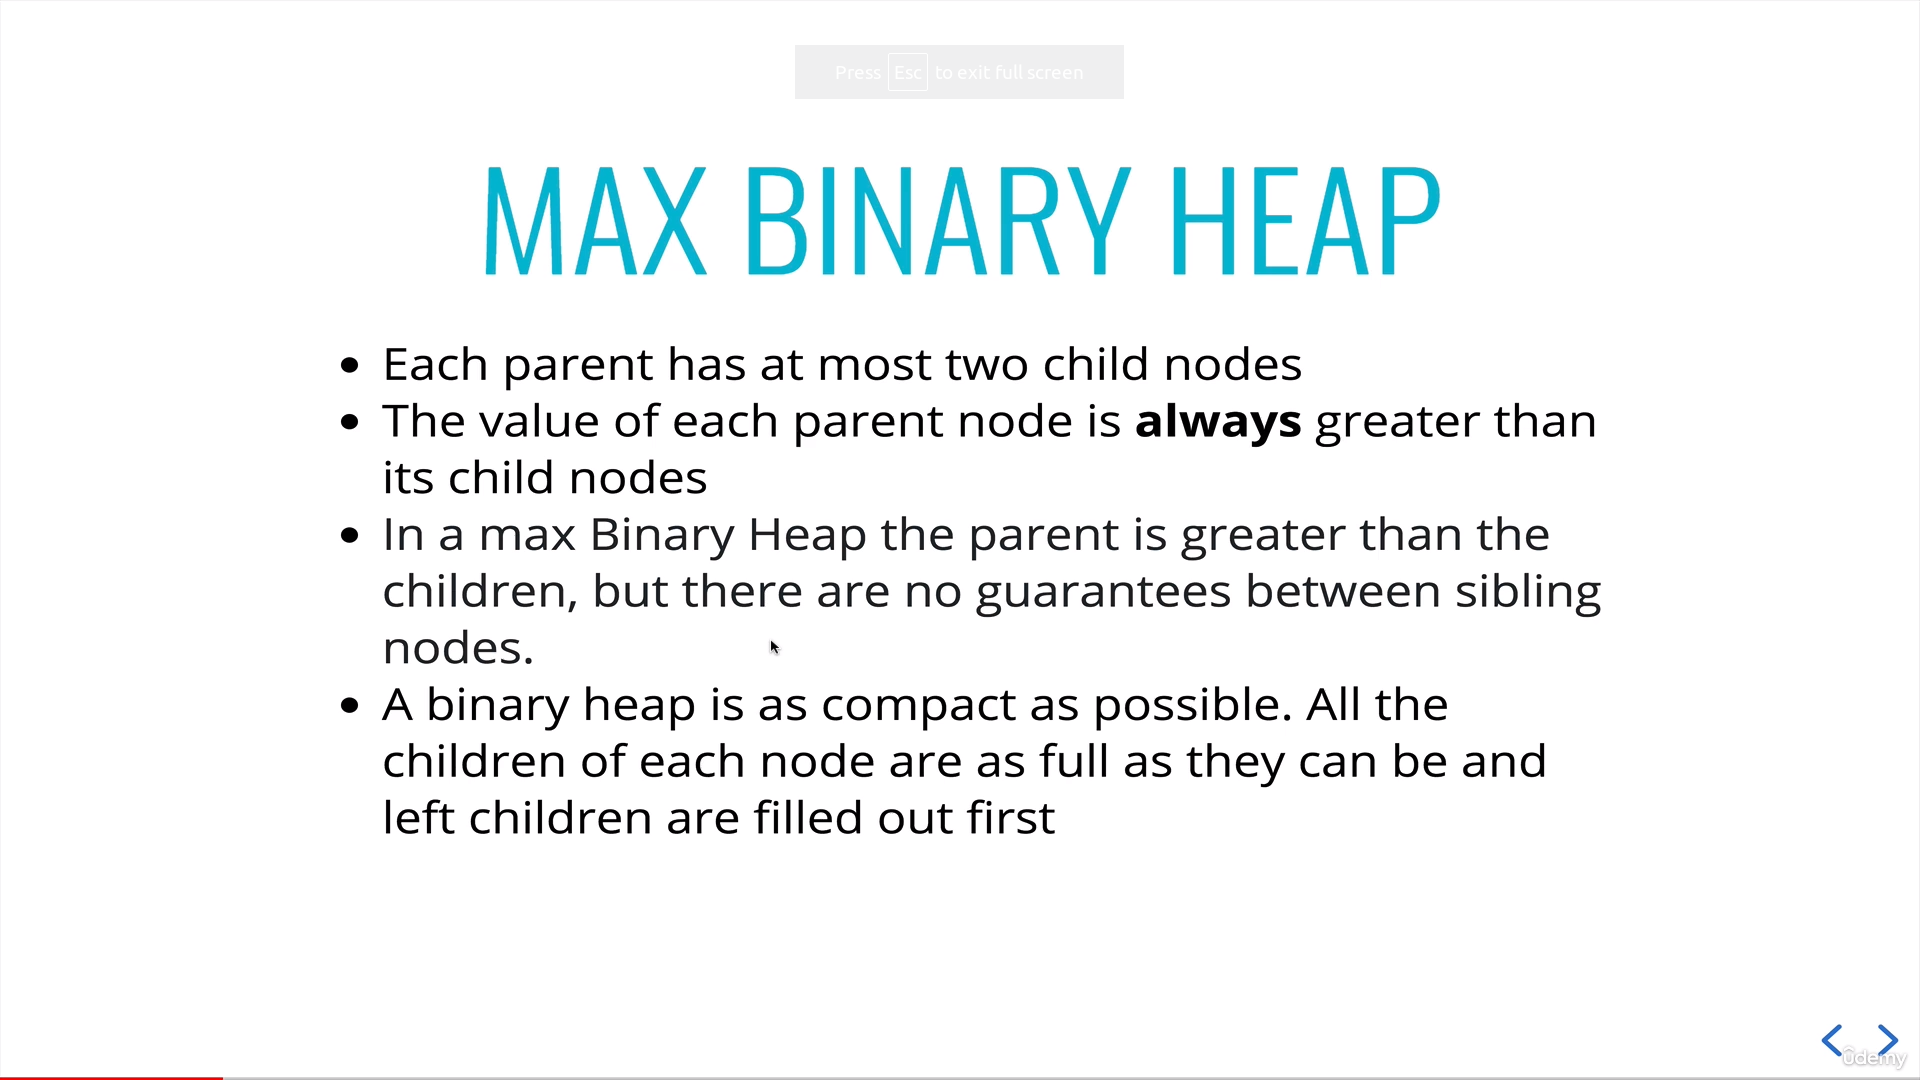 Press Esc to exit full screen
MAX BINARY HEAP
• Each parent has at most two child nodes
• The value of each parent node is always greater than
its child nodes
• In a max Binary Heap the parent is greater than the
children, but there are no guarantees between sibling
nodes.
• A binary heap is as compact as possible. All the
children of each node are as full as they can be and
left children are filled out first
ûdemy